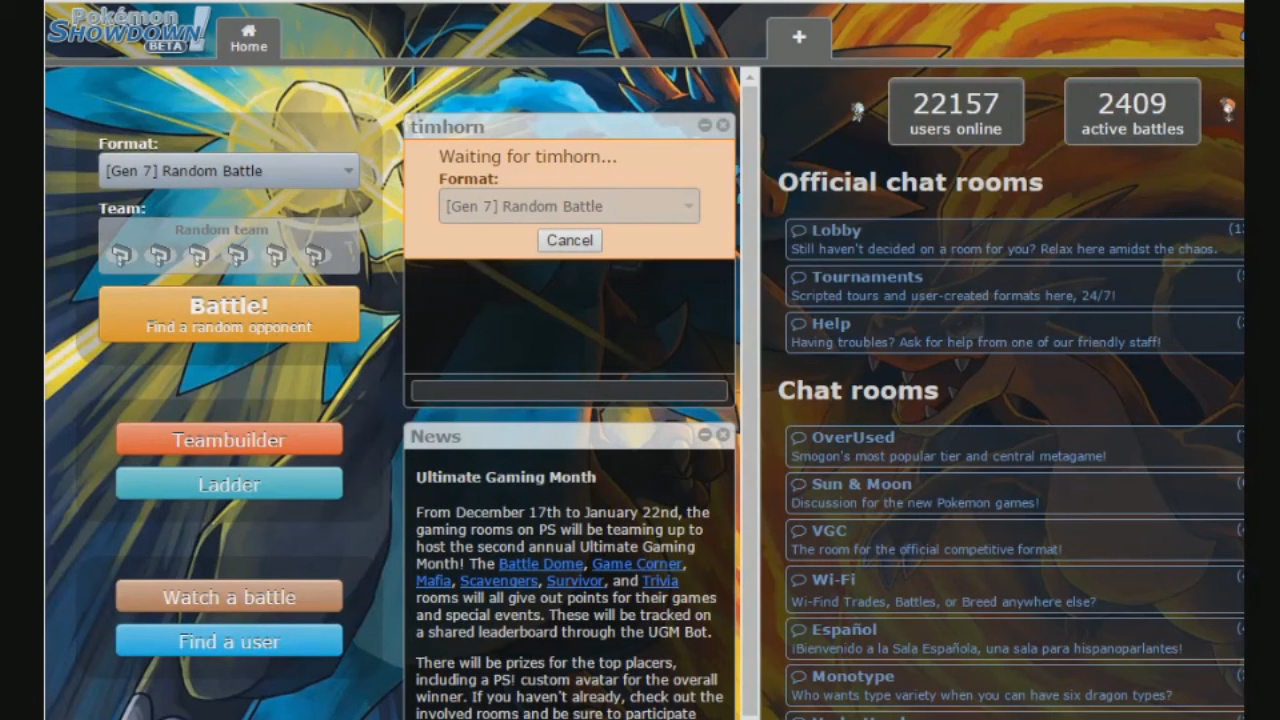 Pokémon
SHOWDOWN!
BETA
Home
+
Format:
[Gen 7] Random Battle
Team:
Random team
Battle!
Find a random opponent
Teambuilder
Ladder
Watch a battle
Find a user
timhorn
Waiting for timhorn...
Format:
[Gen 7] Random Battle
Cancel
News
Ultimate Gaming Month
From December 17th to January 22nd, the
gaming rooms on PS will be teaming up to
host the second annual Ultimate Gaming
Month! The Battle Dome, Game Corner,
Mafia, Scavengers, Survivor, and Trivia
rooms will all give out points for their games
and special events. These will be tracked on
a shared leaderboard through the UGM Bot.
There will be prizes for the top placers,
including a PS! custom avatar for the overall
winner. If you haven't already, check out the
involved rooms and be sure to participate
22157
users online
2409
active battles
Official chat rooms
Lobby
Still haven't decided on a room for you? Relax here amidst the chaos.
Tournaments
Scripted tours and user-created formats here, 24/7!
Help
Having troubles? Ask for help from one of our friendly staff!
Chat rooms
OverUsed
Smogon's most popular tier and central metagame!
Sun & Moon
Discussion for the new Pokemon games!
VGC
The room for the official competitive format!
Wi-Fi
Wi-Find Trades, Battles, or Breed anywhere else?
Español
¡Bienvenido a la Sala Española, una sala para hispanoparlantes!
Monotype
Who wants type variety when you can have six dragon types?